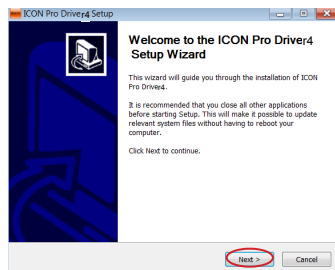 ICON Pro Driver4 Setup
Welcome to the ICON Pro Driver4
Setup Wizard
This wizard will guide you through the installation of ICON
Pro Driver4.
It is recommended that you close all other applications
before starting Setup. This will make it possible to update
relevant system files without having to reboot your
computer.
Click Next to continue.
Next >
Cancel